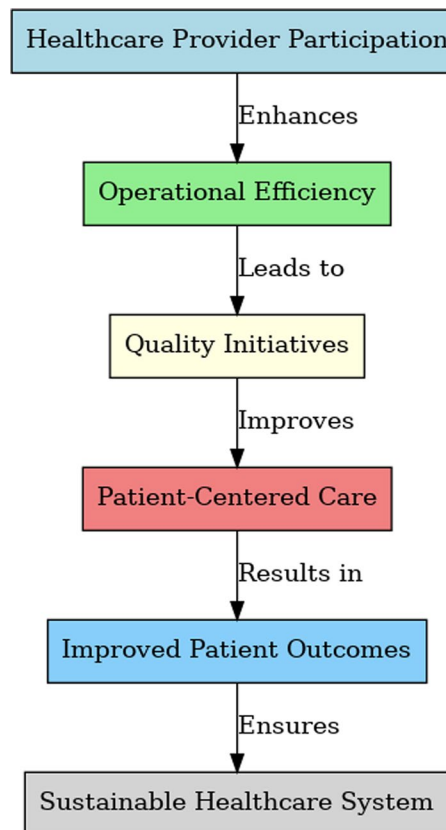 Healthcare Provider Participation
Enhances
Operational Efficiency
Leads to
Quality Initiatives
Improves
Patient-Centered Care
Results in
Improved Patient Outcomes
Ensures
Sustainable Healthcare System